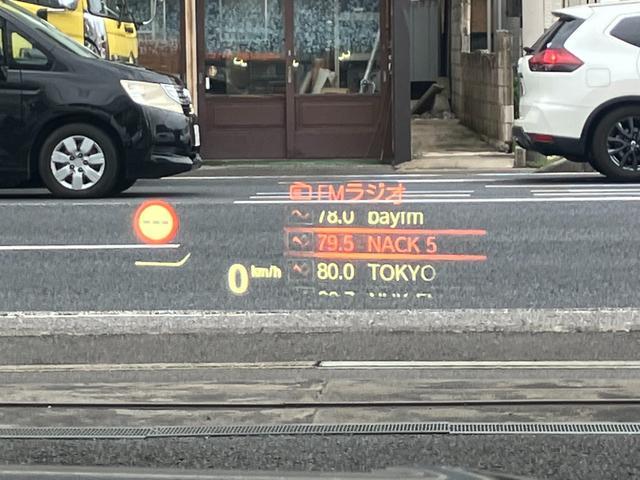 FMラジオ
78.0 bayfm
79.5 NACK 5
80.0 TOKYO
---
0 km/h